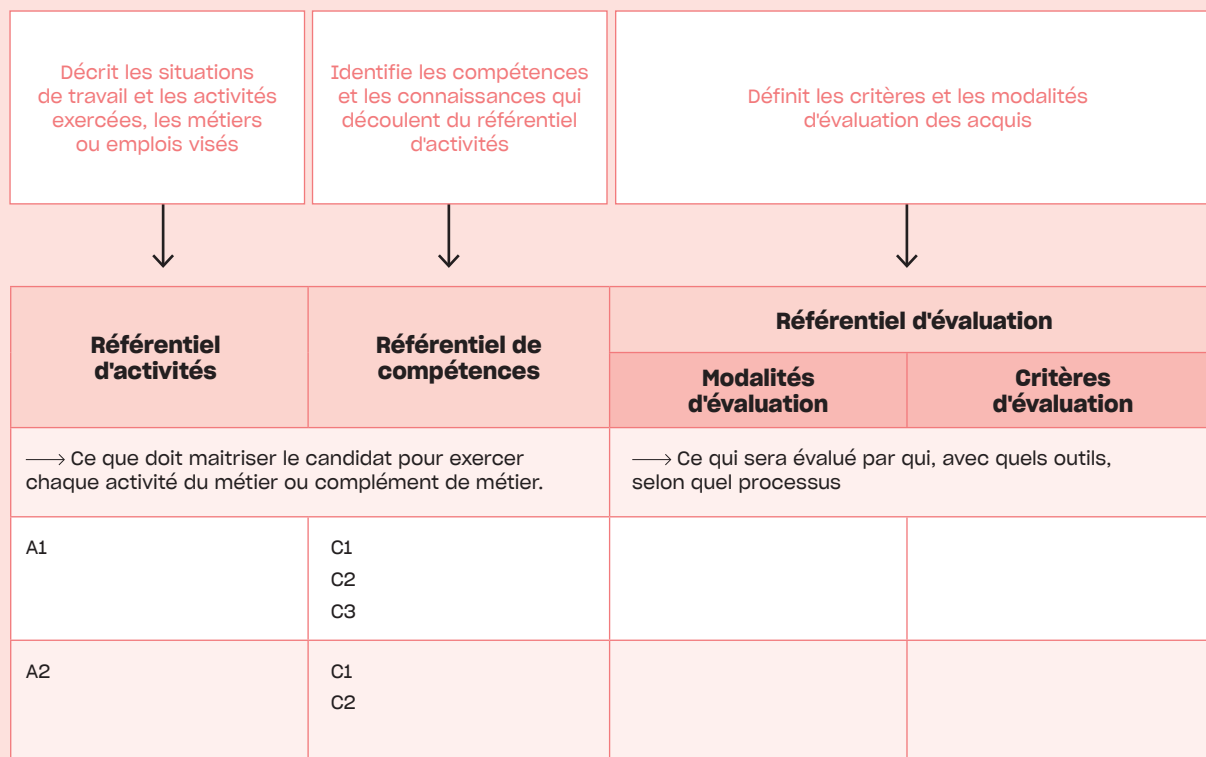 Décrit les situations
de travail et les activités
exercées, les métiers
ou emplois visés
Identifie les compétences
et les connaissances qui
découlent du référentiel
d'activités
Définit les critères et les modalités
d'évaluation des acquis
Référentiel
d'activités
Référentiel de
compétences
Référentiel d'évaluation
Modalités
d'évaluation
Critères
d'évaluation
Ce que doit maitriser le candidat pour exercer
chaque activité du métier ou complément de métier.
Ce qui sera évalué par qui, avec quels outils,
selon quel processus
A1
C1
C2
C3
A2
C1
C2